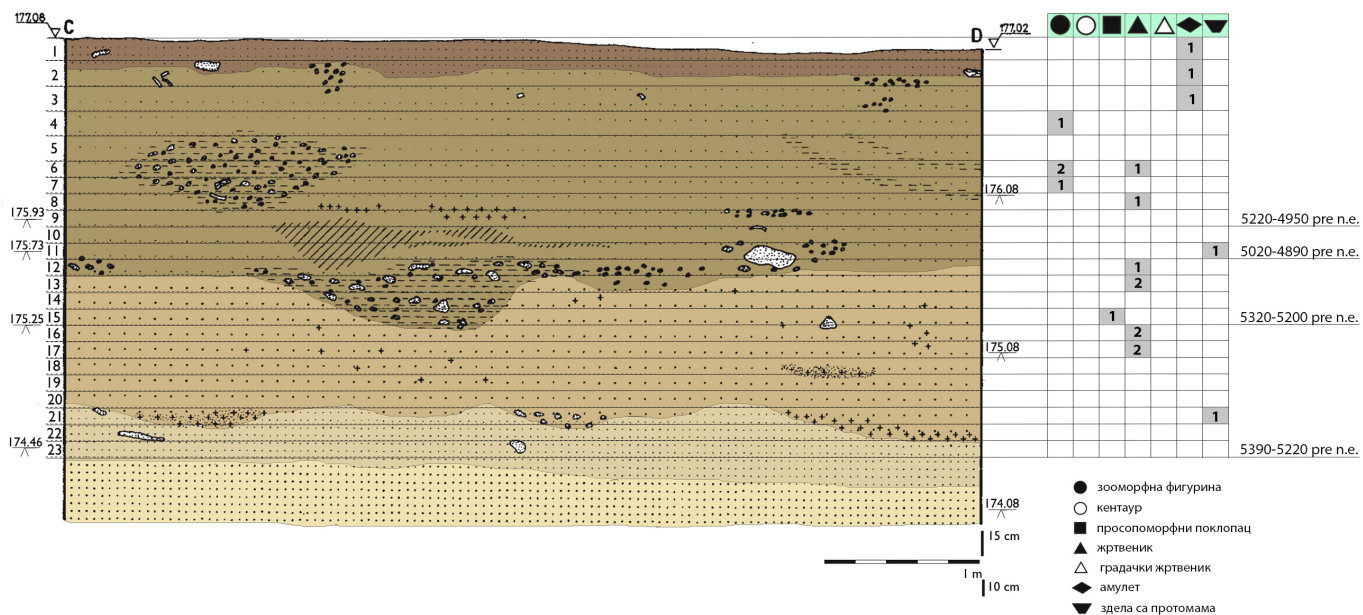 177.08 C
D 177.02
1
1
2
1
3
1
4
1
5
6
2 1
7
1
176.08
8
1
175.93
9
5220-4950 pre n.e.
10
175.73
11
1
5020-4890 pre n.e.
12
1
13
2
14
15
1
5320-5200 pre n.e.
175.25
16
2
17
2
175.08
18
19
20
21
1
22
174.46
23
5390-5220 pre n.e.
174.08
15 cm
1 m
10 cm
зооморфна фигурина
кентаур
просопоморфни поклопац
жртвеник
градачки жртвеник
амулет
здела са протомама